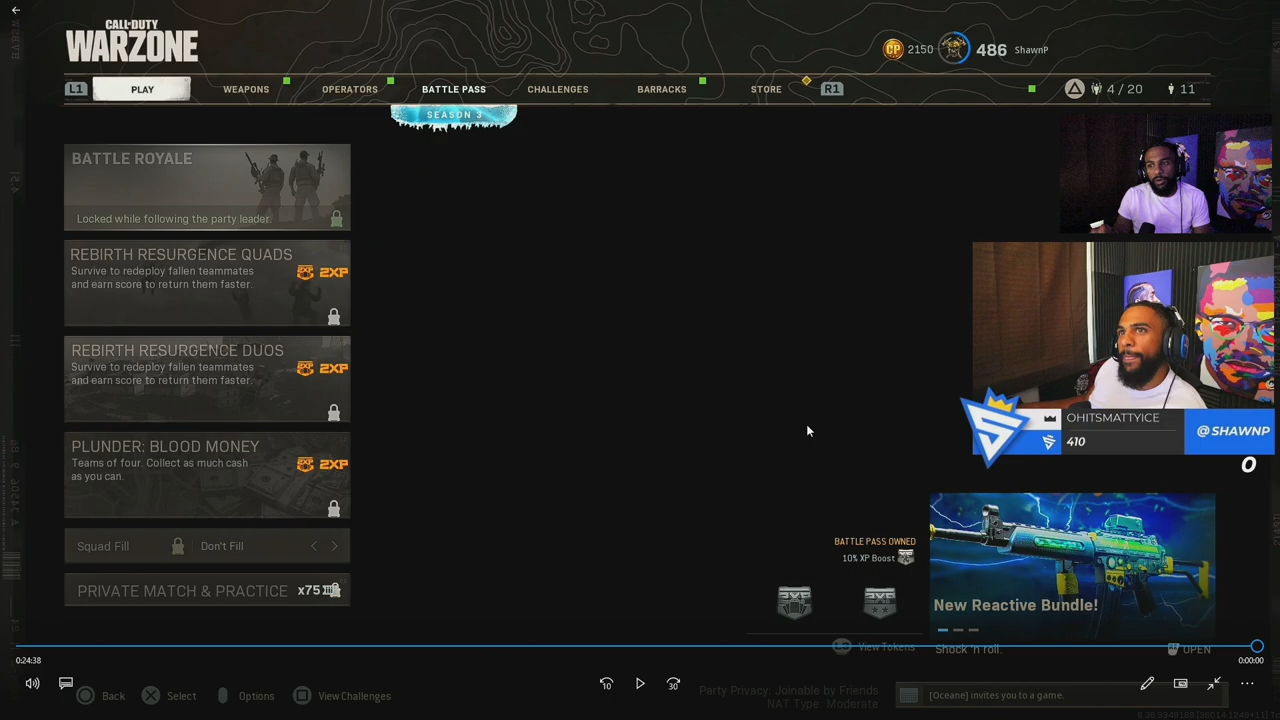 CALL OF DUTY
WARZONE
CP 2150 486 ShawnP
L1 PLAY WEAPONS OPERATORS BATTLE PASS CHALLENGES BARRACKS STORE R1 4 / 20 11
SEASON 3
BATTLE ROYALE
Locked while following the party leader.
REBIRTH RESURGENCE QUADS
Survive to redeploy fallen teammates
and earn score to return them faster.
2XP 2XP
REBIRTH RESURGENCE DUOS
Survive to redeploy fallen teammates
and earn score to return them faster.
2XP 2XP
PLUNDER: BLOOD MONEY
Teams of four. Collect as much cash
as you can.
2XP 2XP
Squad Fill Don't Fill
PRIVATE MATCH & PRACTICE x75
OHITSMATTYICE
410
@SHAWNP
0
BATTLE PASS OWNED
10% XP Boost
New Reactive Bundle!
Shock 'n roll.
OPEN
View Tokens
0:24:38
0:00:00
10 30
Back Select Options View Challenges
Party Privacy: Joinable by Friends
NAT Type: Moderate
[Oceane] invites you to a game.